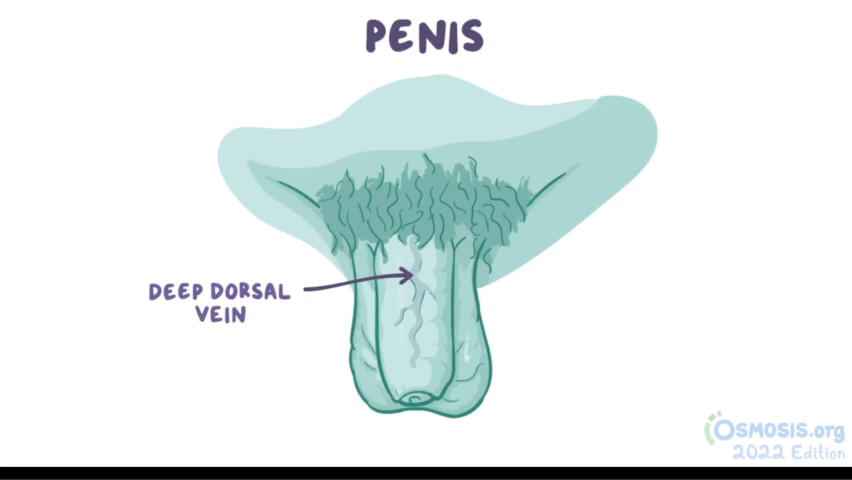 PENIS
DEEP DORSAL
VEIN
OSMOSIS.org
2022 Edition